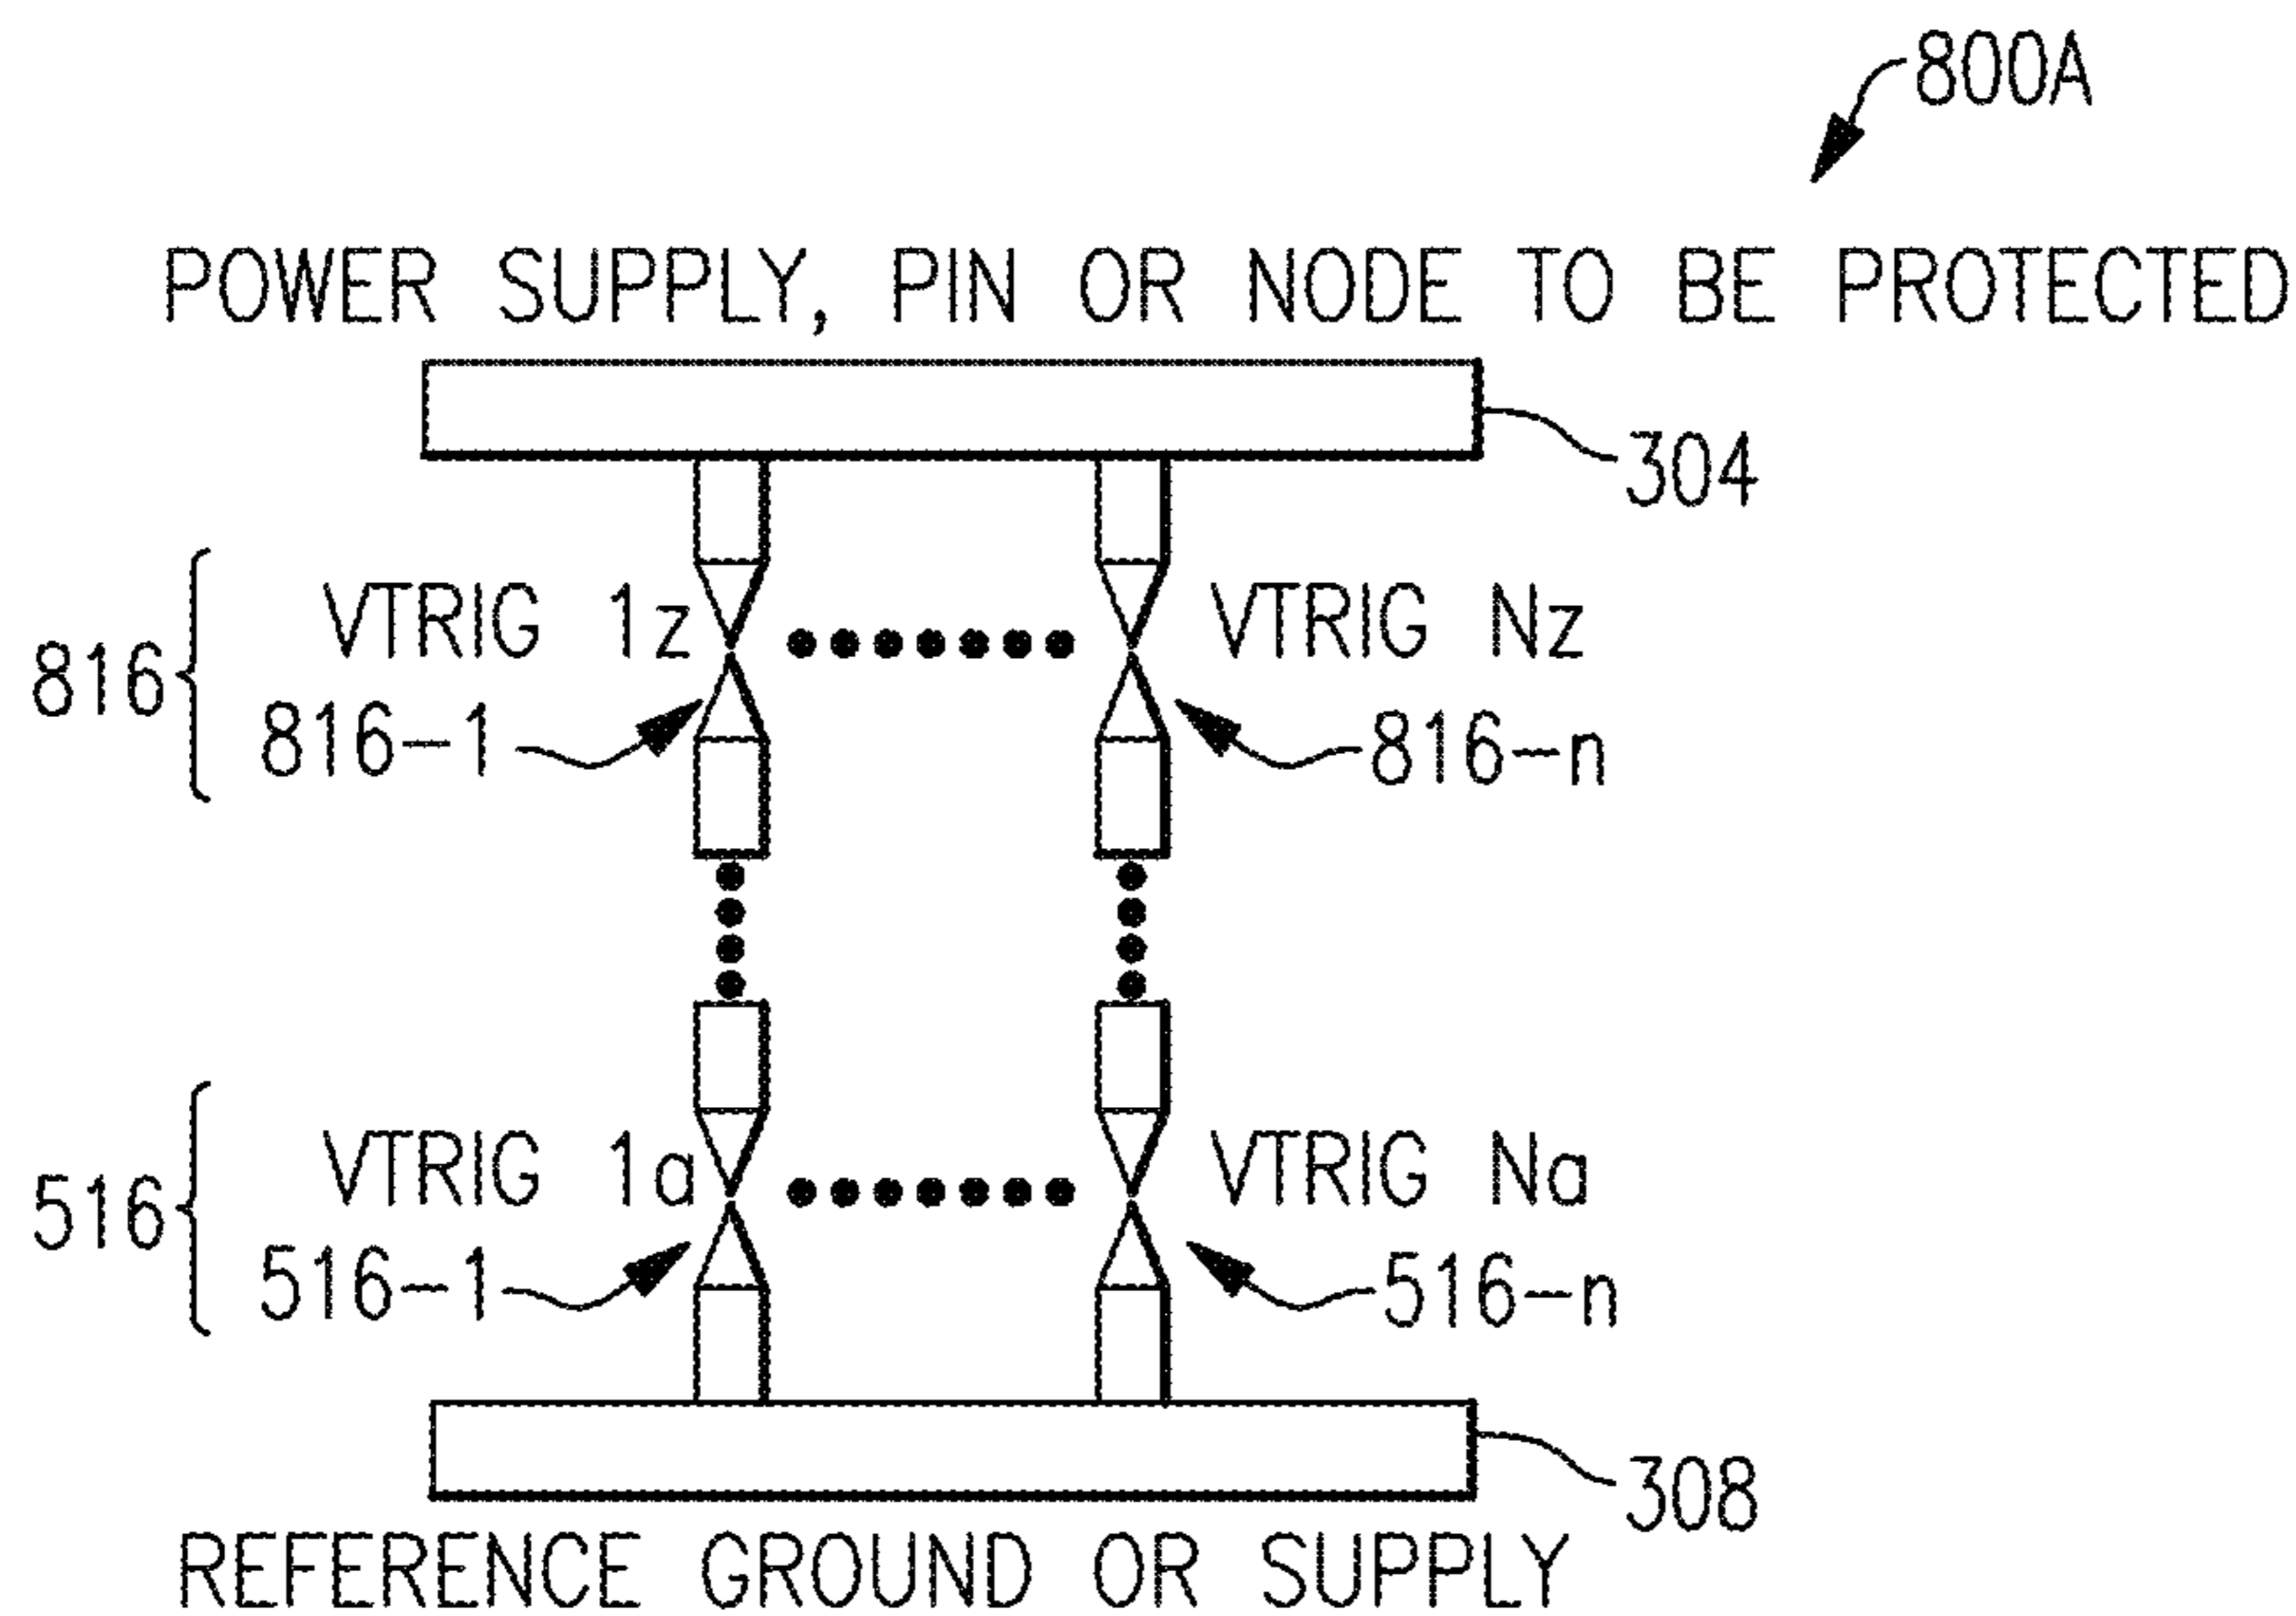 800A
POWER SUPPLY, PIN OR NODE TO BE PROTECTED
304
816
VTRIG 1z
VTRIG Nz
816-1
816-n
516
VTRIG 1a
VTRIG Na
516-1
516-n
308
REFERENCE GROUND OR SUPPLY